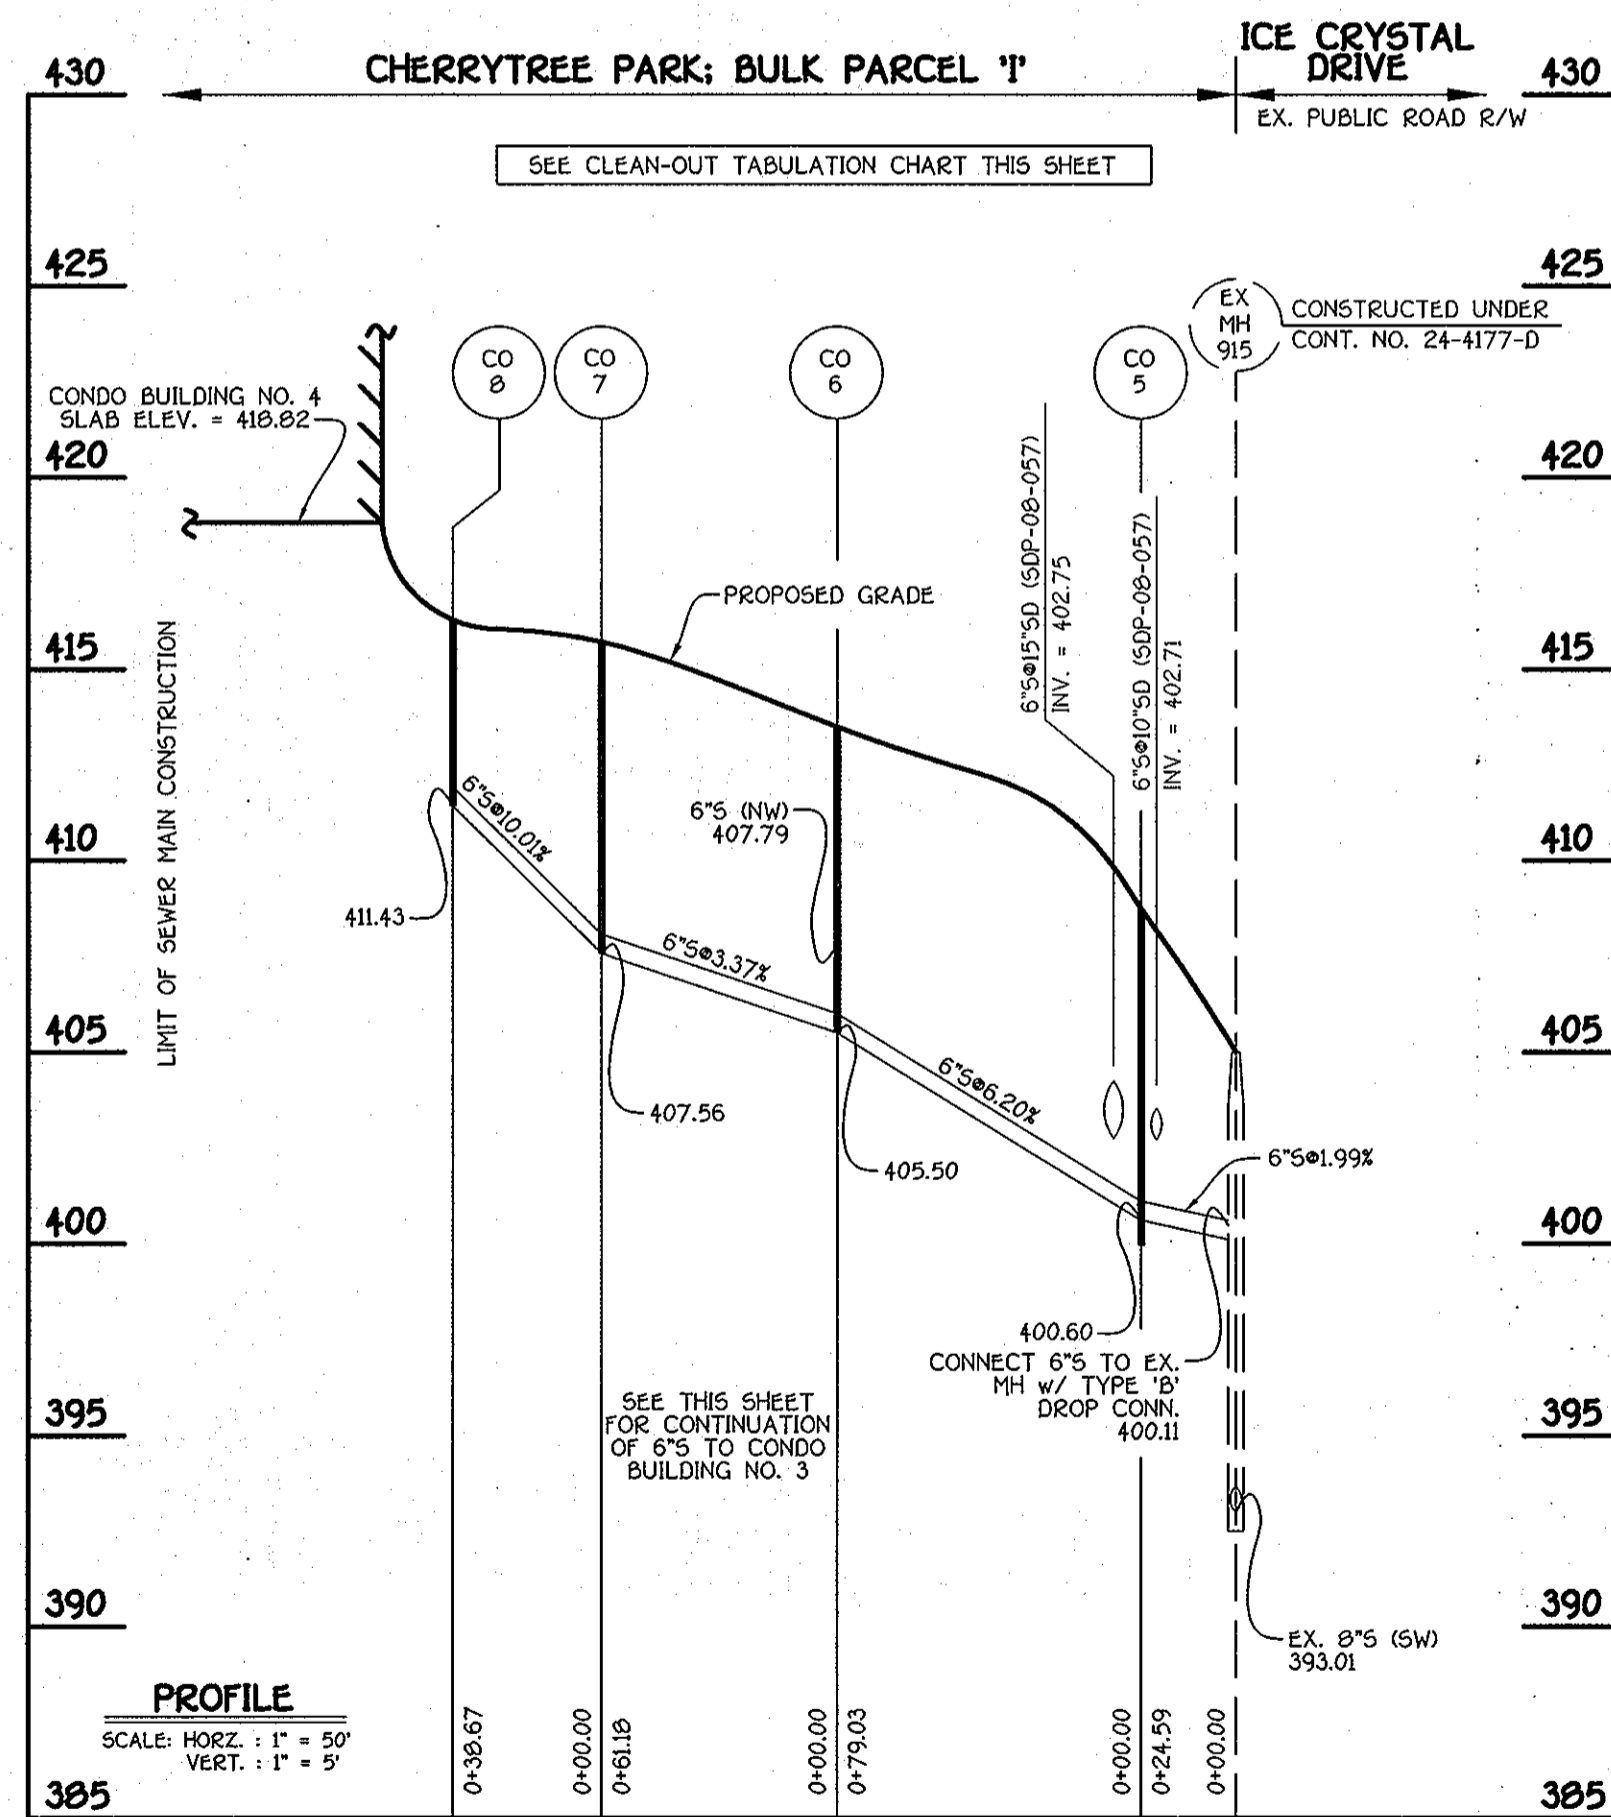 ICE CRYSTAL
DRIVE
CHERRYTREE PARK; BULK PARCEL 'I'
430
430
EX. PUBLIC ROAD R/W
SEE CLEAN-OUT TABULATION CHART THIS SHEET
425
425
EX
MH
915
CONSTRUCTED UNDER
CONT. NO. 24-4177-D
CO
8
CO
7
CO
6
CO
5
CONDO BUILDING NO. 4
SLAB ELEV. = 418.82
420
420
6"S@15"SD (SDP-08-057)
INV. = 402.75
6"S@10"SD (SDP-08-057)
INV. = 402.71
PROPOSED GRADE
LIMIT OF SEWER MAIN CONSTRUCTION
415
415
6"S@10.01%
6"S (NW)
407.79
410
410
411.43
6"S@3.37%
405
405
6"S@6.20%
407.56
405.50
6"S@1.99%
400
400
400.60
CONNECT 6"S TO EX.
MH w/ TYPE 'B'
DROP CONN.
400.11
SEE THIS SHEET
FOR CONTINUATION
OF 6"S TO CONDO
BUILDING NO. 3
395
395
390
390
EX. 8"S (SW)
393.01
PROFILE
SCALE: HORZ. : 1" = 50'
VERT. : 1" = 5'
0+38.67
0+00.00
0+61.18
0+00.00
0+79.03
0+00.00
0+24.59
0+00.00
385
385